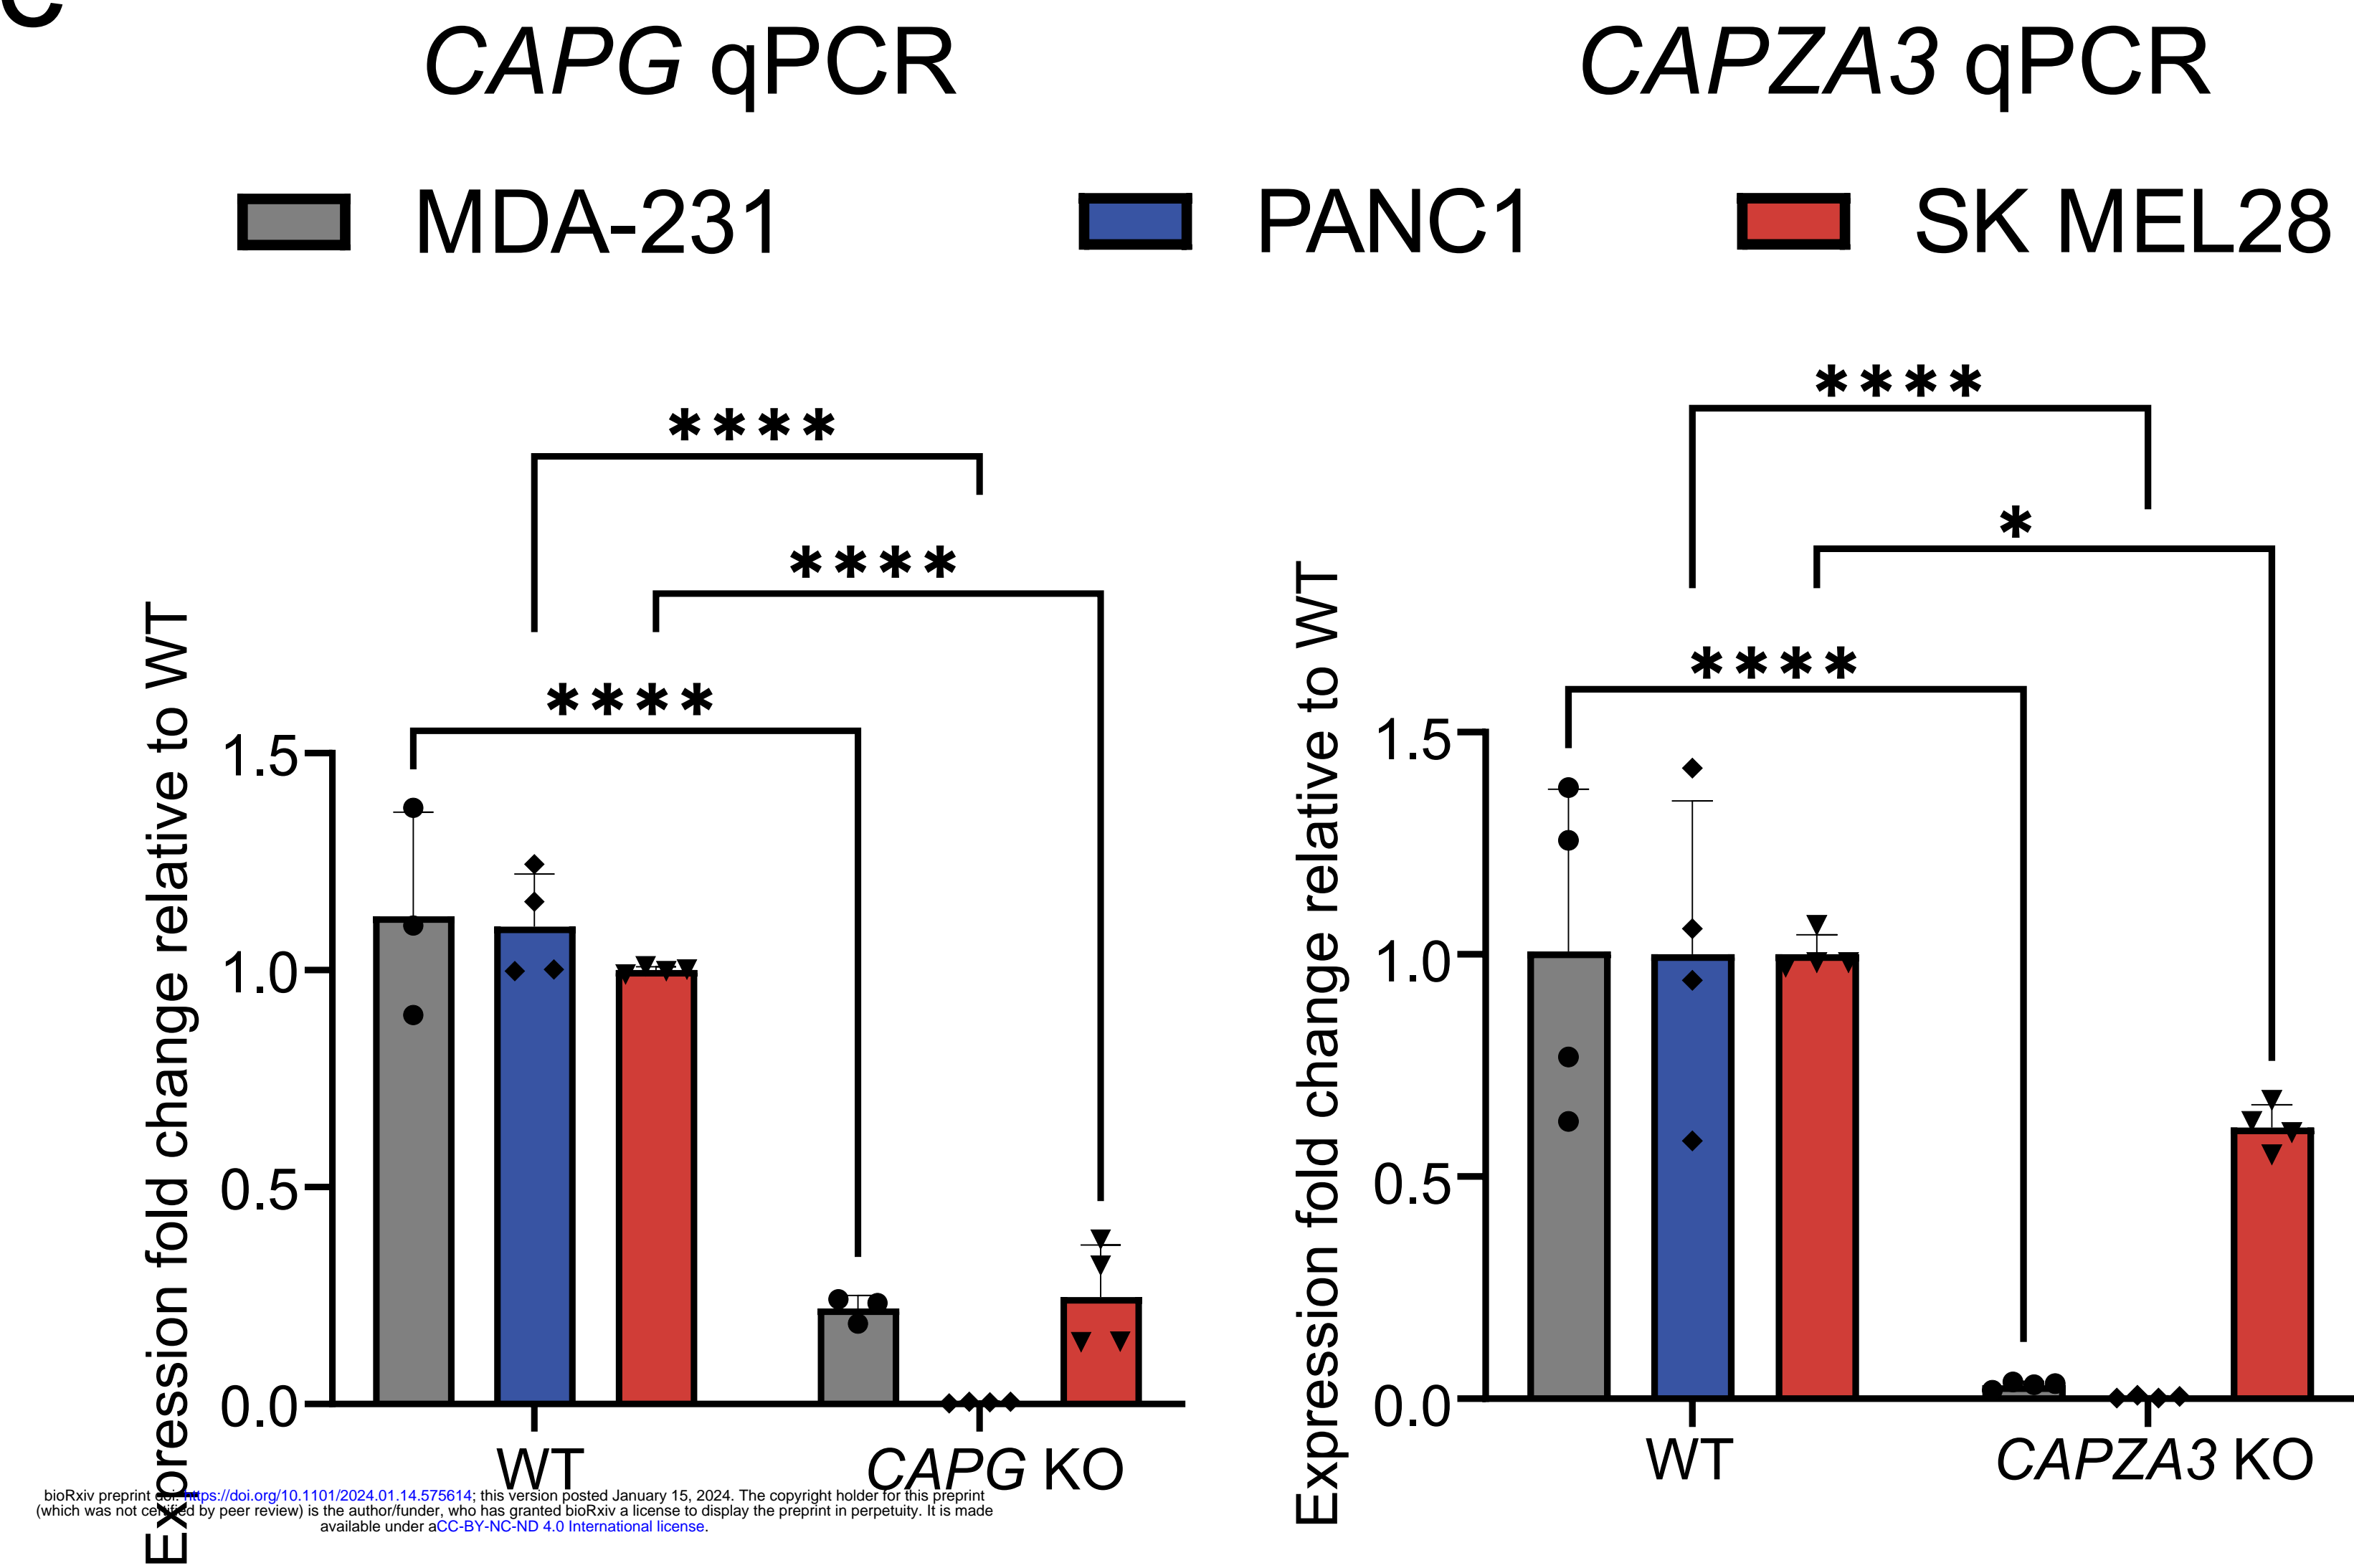 C
CAPG qPCR
CAPZA3 qPCR
MDA-231
PANC1
SK MEL28
Expression fold change relative to WT
****
****
****
1.5
1.0
0.5
0.0
WT
CAPG KO
Expression fold change relative to WT
****
*
****
1.5
1.0
0.5
0.0
WT
CAPZA3 KO
bioRxiv preprint doi: https://doi.org/10.1101/2024.01.14.575614; this version posted January 15, 2024. The copyright holder for this preprint
(which was not certified by peer review) is the author/funder, who has granted bioRxiv a license to display the preprint in perpetuity. It is made
available under aCC-BY-NC-ND 4.0 International license.